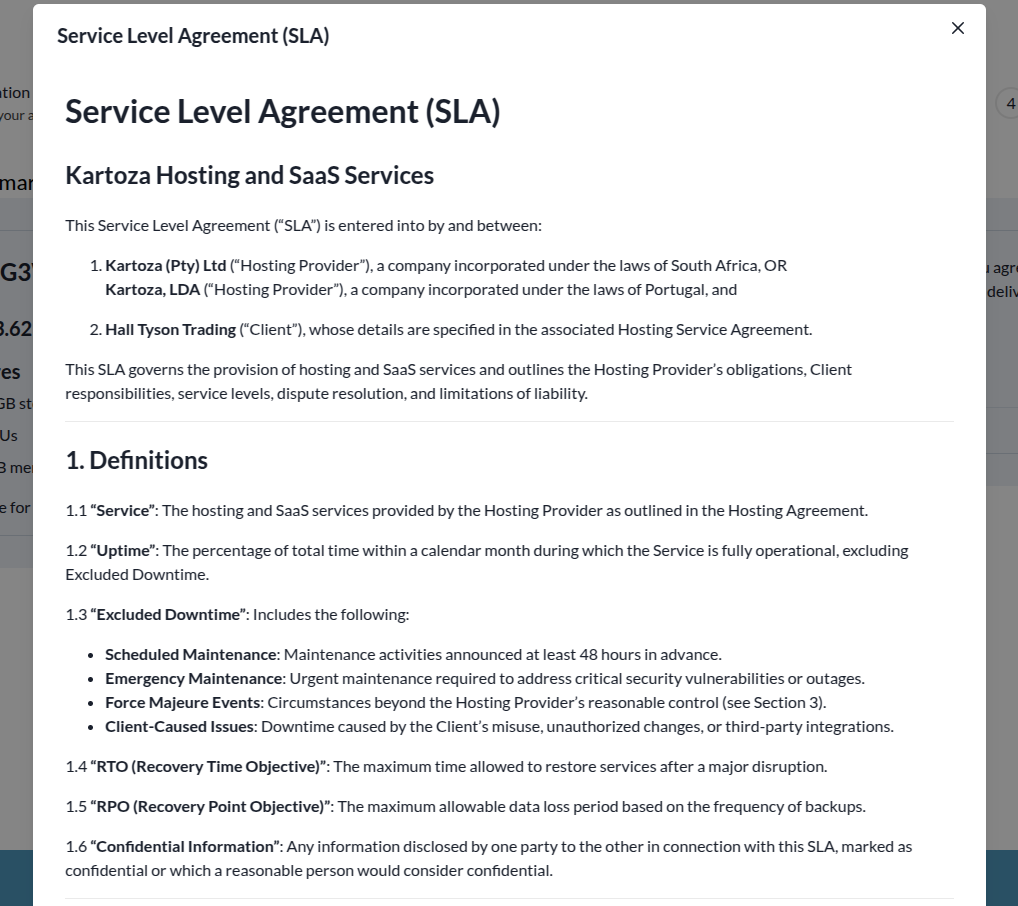 Service Level Agreement (SLA)
Service Level Agreement (SLA)
Kartoza Hosting and SaaS Services
This Service Level Agreement (“SLA”) is entered into by and between:
1. Kartoza (Pty) Ltd (“Hosting Provider”), a company incorporated under the laws of South Africa, OR
Kartoza, LDA (“Hosting Provider”), a company incorporated under the laws of Portugal, and
2. Hall Tyson Trading (“Client”), whose details are specified in the associated Hosting Service Agreement.
This SLA governs the provision of hosting and SaaS services and outlines the Hosting Provider’s obligations, Client
responsibilities, service levels, dispute resolution, and limitations of liability.
1. Definitions
1.1 “Service”: The hosting and SaaS services provided by the Hosting Provider as outlined in the Hosting Agreement.
1.2 “Uptime”: The percentage of total time within a calendar month during which the Service is fully operational, excluding
Excluded Downtime.
1.3 “Excluded Downtime”: Includes the following:
• Scheduled Maintenance: Maintenance activities announced at least 48 hours in advance.
• Emergency Maintenance: Urgent maintenance required to address critical security vulnerabilities or outages.
• Force Majeure Events: Circumstances beyond the Hosting Provider’s reasonable control (see Section 3).
• Client-Caused Issues: Downtime caused by the Client’s misuse, unauthorized changes, or third-party integrations.
1.4 “RTO (Recovery Time Objective)”: The maximum time allowed to restore services after a major disruption.
1.5 “RPO (Recovery Point Objective)”: The maximum allowable data loss period based on the frequency of backups.
1.6 “Confidential Information”: Any information disclosed by one party to the other in connection with this SLA, marked as
confidential or which a reasonable person would consider confidential.
4